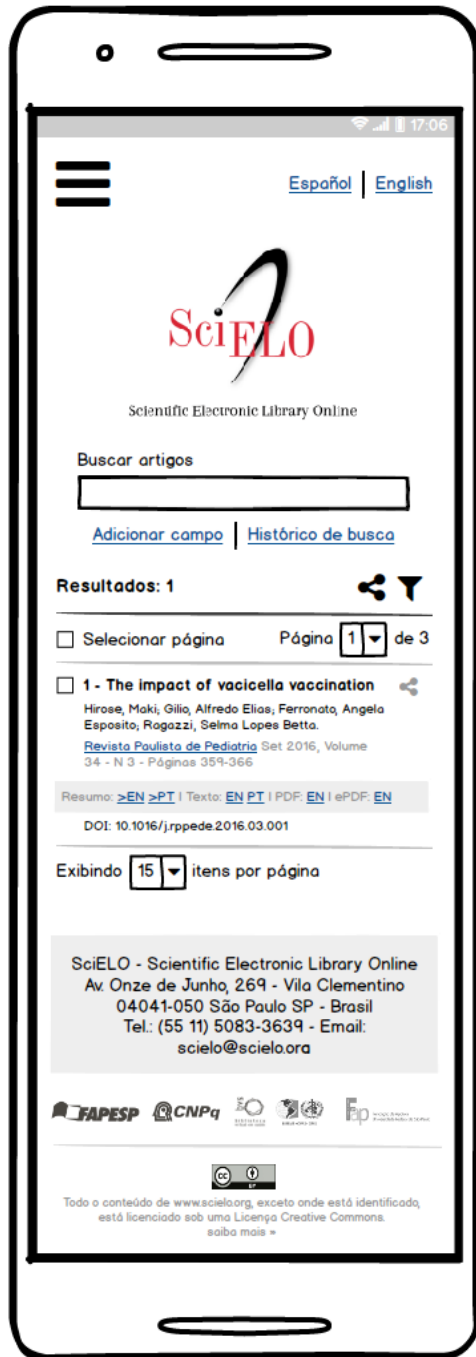 17:06
Español | English
SciELO
Scientific Electronic Library Online
Buscar artigos
Adicionar campo | Histórico de busca
Resultados: 1
Selecionar página Página 1 de 3
1 - The impact of vacicella vaccination
Hirose, Maki; Gilio, Alfredo Elias; Ferronato, Angela
Esposito; Ragazzi, Selma Lopes Betta.
Revista Paulista de Pediatria Set 2016, Volume
34 - N 3 - Páginas 359-366
Resumo: >EN >PT | Texto: EN PT | PDF: EN | ePDF: EN
DOI: 10.1016/j.rppede.2016.03.001
Exibindo 15 itens por página
SciELO - Scientific Electronic Library Online
Av. Onze de Junho, 269 - Vila Clementino
04041-050 São Paulo SP - Brasil
Tel.: (55 11) 5083-3639 - Email:
scielo@scielo.org
FAPESP CNPq Fap
cc BY
Todo o conteúdo de www.scielo.org, exceto onde está identificado,
está licenciado sob uma Licença Creative Commons.
saiba mais »